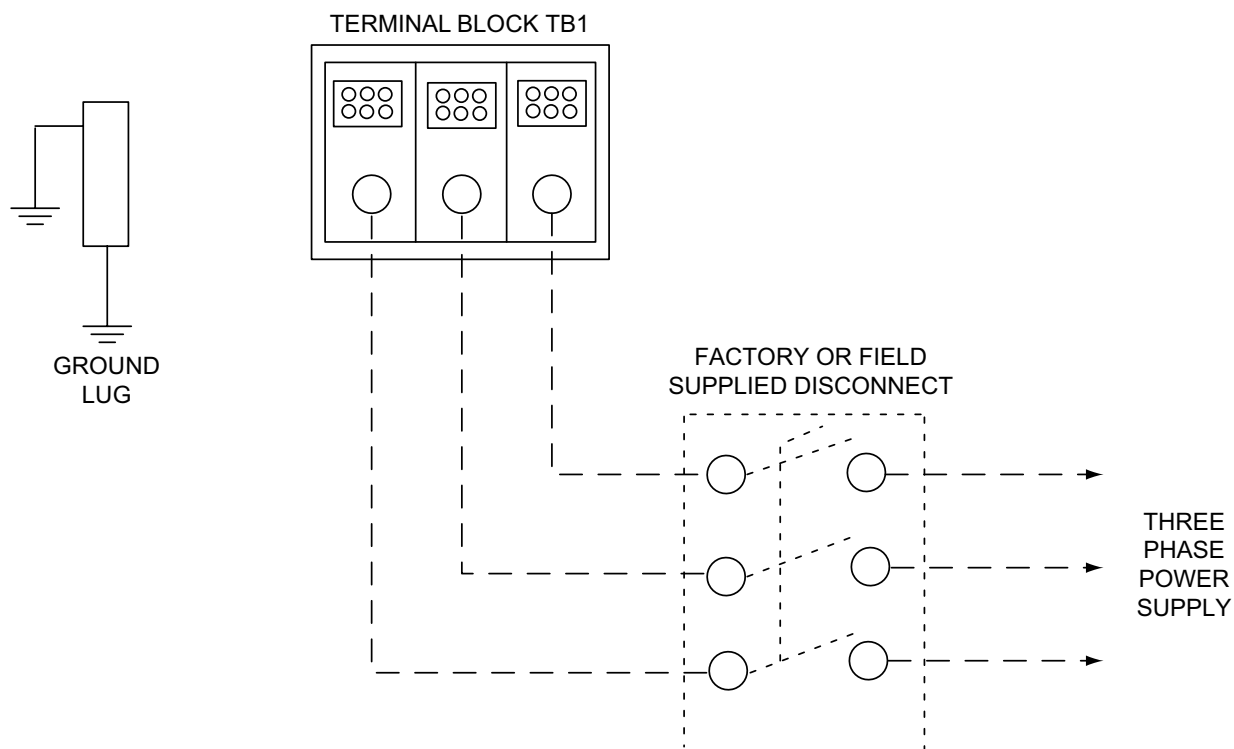 TERMINAL BLOCK TB1
GROUND
LUG
FACTORY OR FIELD
SUPPLIED DISCONNECT
THREE
PHASE
POWER
SUPPLY